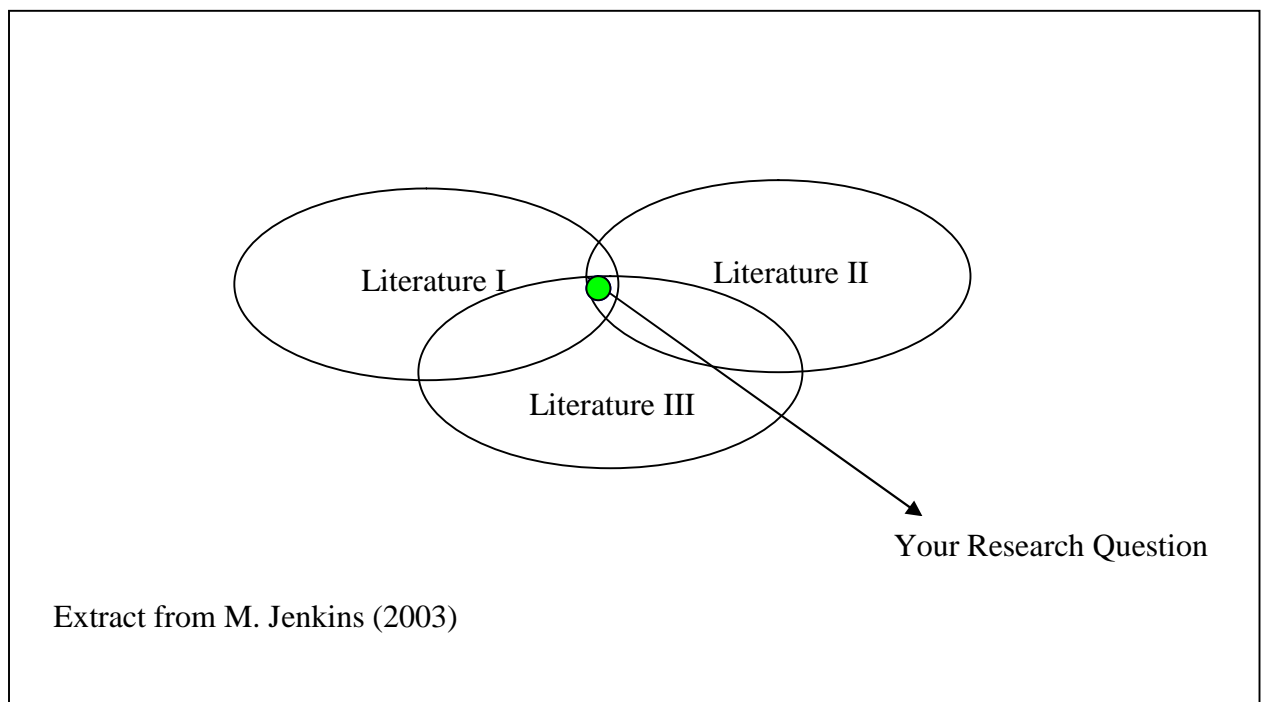 Literature I
Literature II
Literature III
Your Research Question
Extract from M. Jenkins (2003)